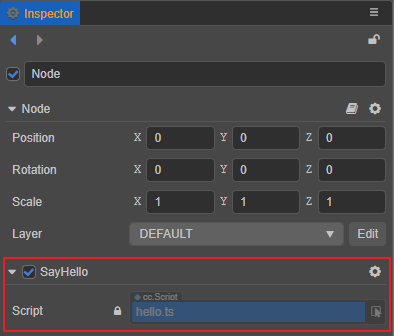 Inspector
Node
Node
Position X 0 Y 0 Z 0
Rotation X 0 Y 0 Z 0
Scale X 1 Y 1 Z 1
Layer DEFAULT Edit
SayHello
cc.Script
Script hello.ts